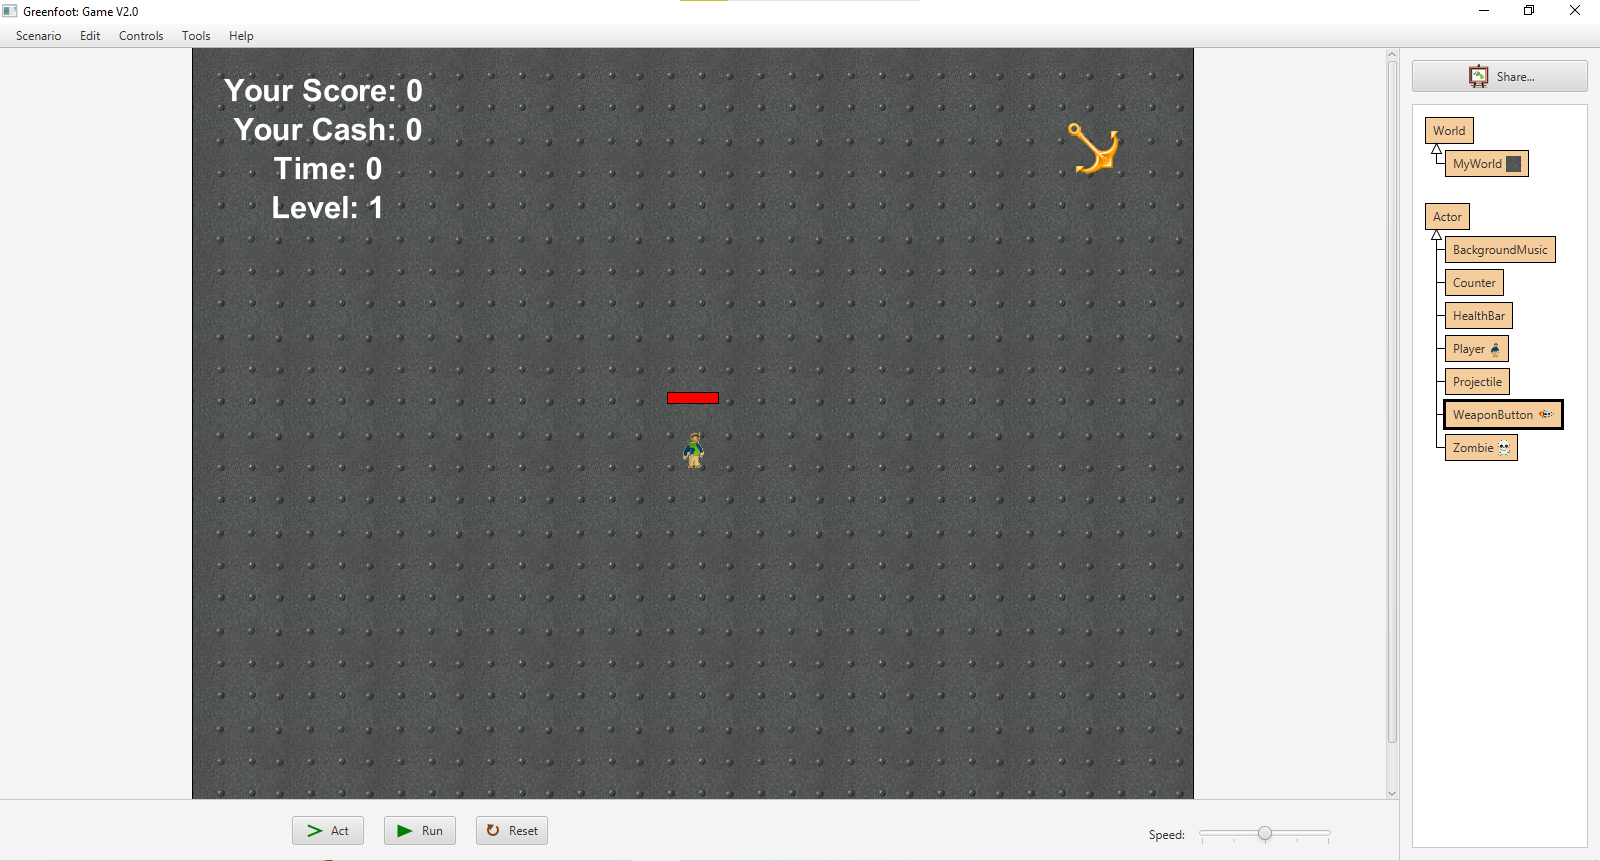 Greenfoot: Game V2.0
Scenario Edit Controls Tools Help
Your Score: 0
Your Cash: 0
Time: 0
Level: 1
Share...
World
MyWorld
Actor
BackgroundMusic
Counter
HealthBar
Player
Projectile
WeaponButton
Zombie
Act Run Reset Speed: